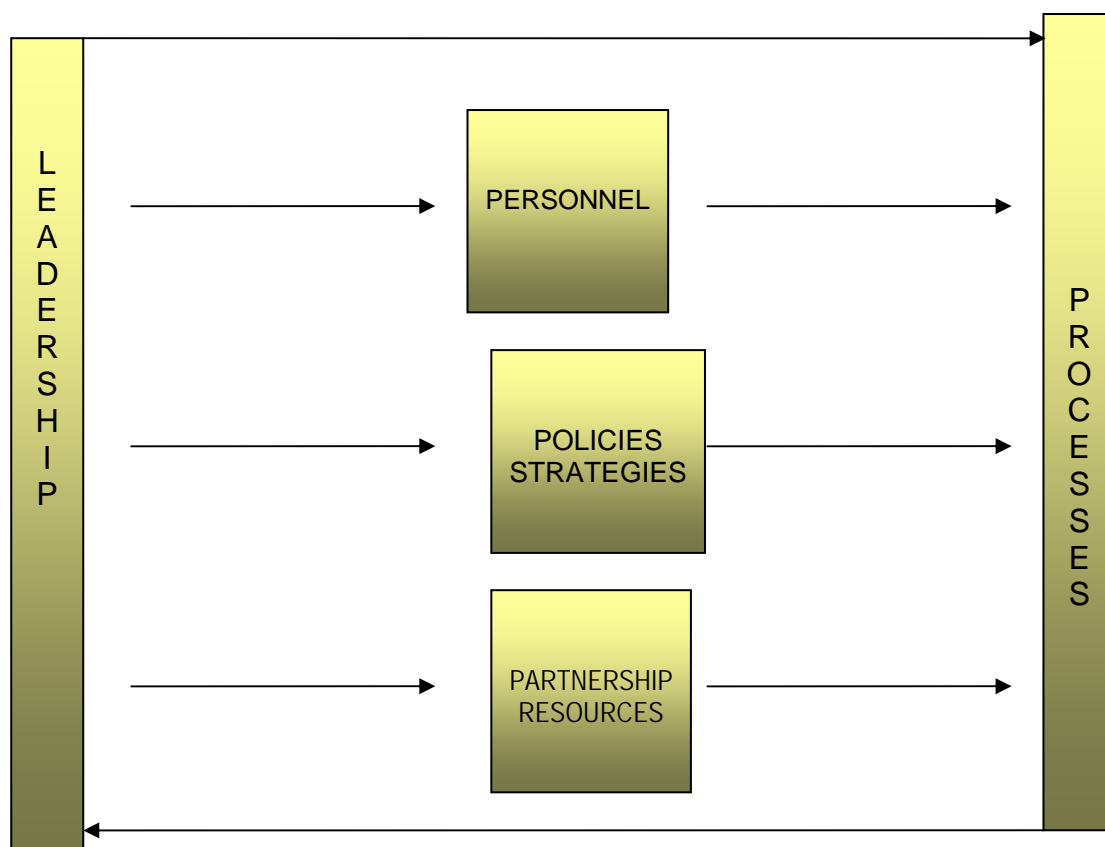 LEADERSHIP
PERSONNEL
POLICIES
STRATEGIES
PARTNERSHIP
RESOURCES
PROCESSES